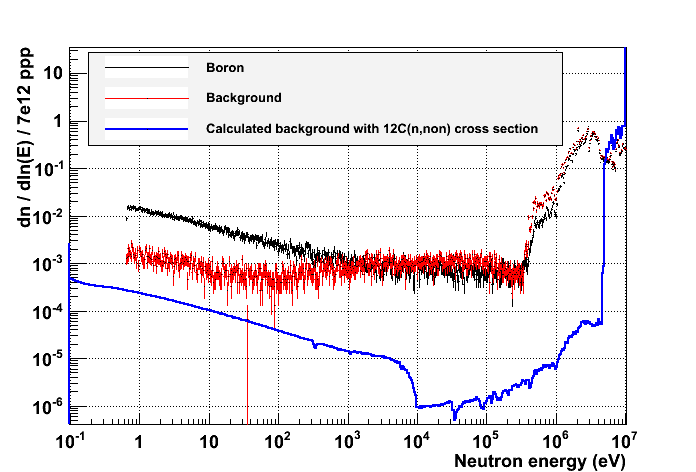 dn / dln(E) / 7e12 ppp
Boron
Background
Calculated background with 12C(n,non) cross section
10
1
10⁻¹
10⁻²
10⁻³
10⁻⁴
10⁻⁵
10⁻⁶
10⁻¹ 1 10 10² 10³ 10⁴ 10⁵ 10⁶ 10⁷
Neutron energy (eV)